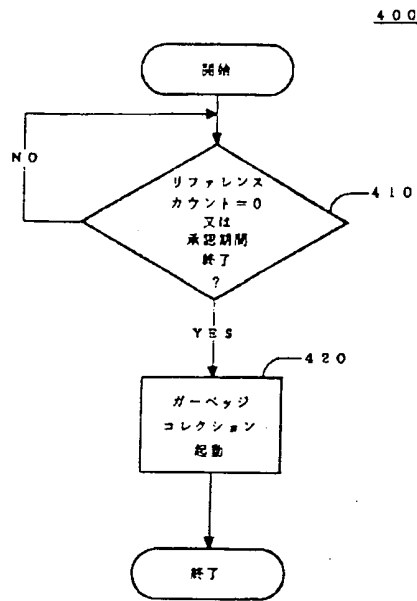 ４００
開始
NO
リファレンス
カウント＝0
又は
承認期間
終了
？
４１０
YES
４２０
ガーベッジ
コレクション
起動
終了